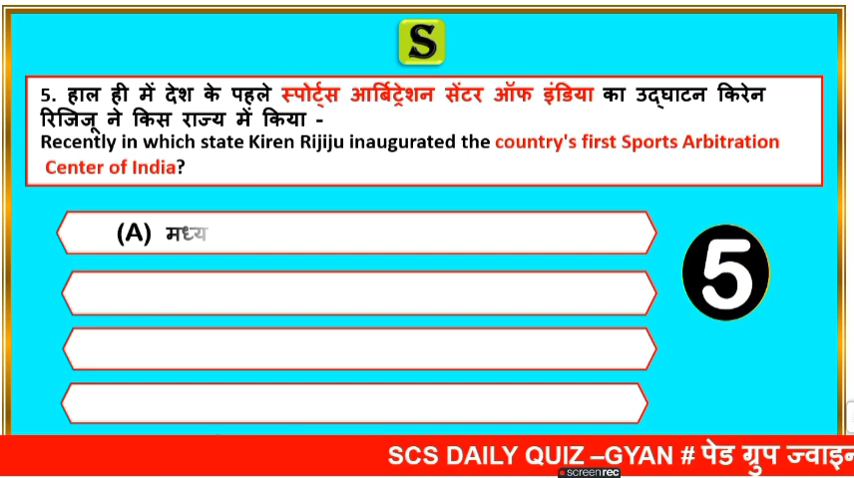 S
5. हाल ही में देश के पहले स्पोर्ट्स आर्बिट्रेशन सेंटर ऑफ इंडिया का उद्घाटन किरेन
रिजिजू ने किस राज्य में किया -
Recently in which state Kiren Rijiju inaugurated the country's first Sports Arbitration
Center of India?
(A) मध्य
5
SCS DAILY QUIZ –GYAN # पेड ग्रुप ज्वाइन
screenrec